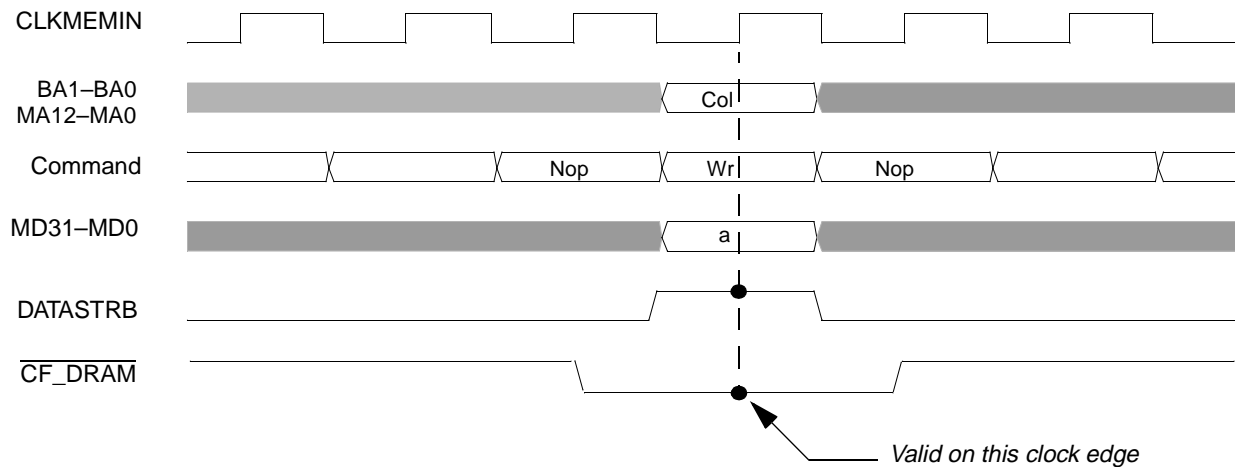 CLKMEMIN
BA1–BA0
MA12–MA0
Col
Command
Nop
Wr
Nop
MD31–MD0
a
DATASTRB
CF_DRAM
Valid on this clock edge